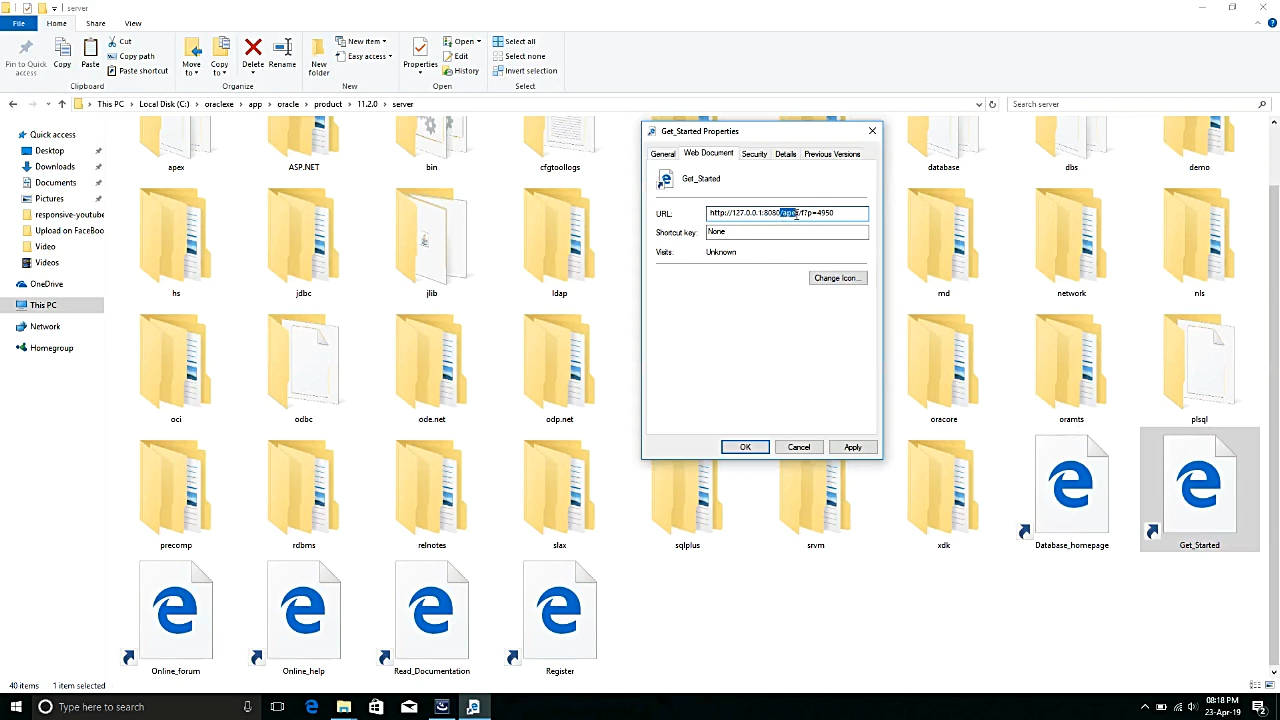 server
File Home Share View
Pin to Quick access
Copy
Paste
Cut
Copy path
Paste shortcut
Clipboard
Move to
Copy to
Delete
Rename
Organize
New folder
New item
Easy access
New
Properties
Open
Edit
History
Open
Select all
Select none
Invert selection
Select
This PC Local Disk (C:) oraclexe app oracle product 11.2.0 server
Search server
Quick access
Desktop
Downloads
Documents
Pictures
responsive-youtube
Upload on FaceBoo
Video
Videos
OneDrive
This PC
Network
Homegroup
apex ASP.NET bin cfgtoollogs database dbs demo
hs jdbc jlib ldap md network nls
oci odbc ode.net odp.net oracore oramts plsql
precomp rdbms relnotes slax sqlplus srvm xdk Database_homepage Get_Started
Online_forum Online_help Read_Documentation Register
Get_Started Properties
General Web Document Security Details Previous Versions
Get_Started
URL: http://127.0.0.1:8080/apex/f?p=4950
Shortcut key: None
Visits: Unknown
Change Icon...
OK Cancel Apply
40 items 1 item selected
Type here to search
08:18 PM
23-Apr-19